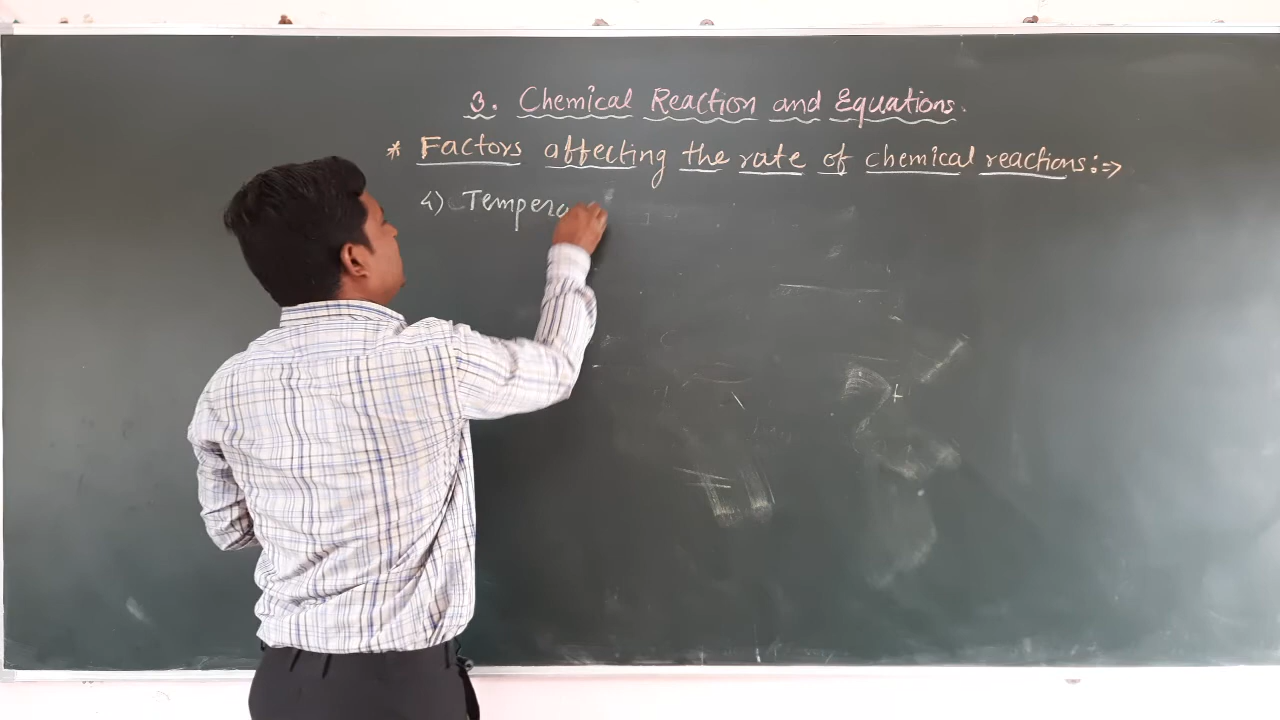 3. Chemical Reaction and Equations.
* Factors affecting the rate of chemical reactions:->
4) Tempera